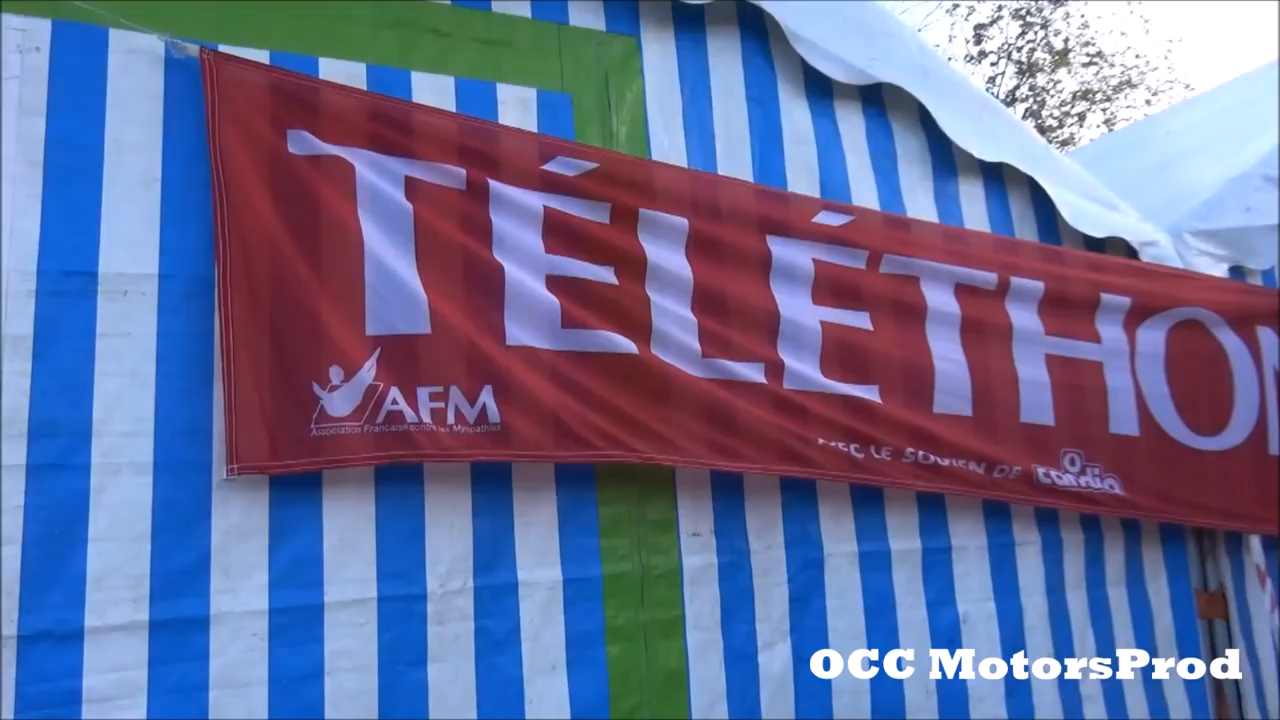 TÉLÉTHON
AFM
Association Française contre les Myopathies
AVEC LE SOUTIEN DE
OCC MotorsProd